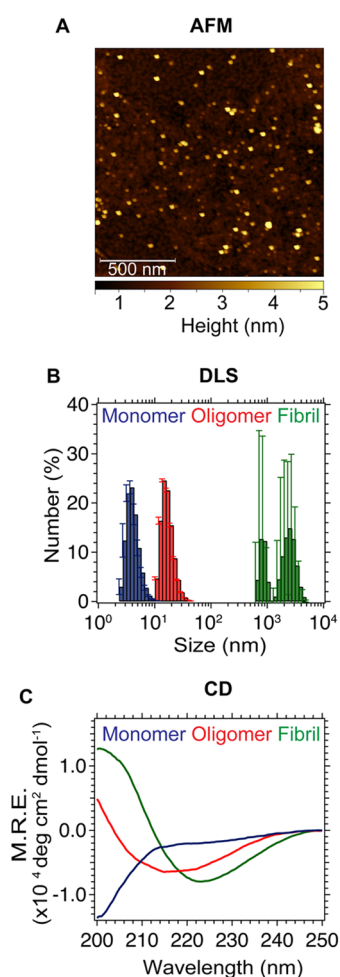 A
AFM
500 nm
1 2 3 4 5
Height (nm)
B
DLS
Monomer Oligomer Fibril
40
30
20
10
0
Number (%)
10⁰ 10¹ 10² 10³ 10⁴
Size (nm)
C
CD
Monomer Oligomer Fibril
1.0
0.0
-1.0
M.R.E.
(x10 ⁴ deg cm² dmol⁻¹)
200 210 220 230 240 250
Wavelength (nm)